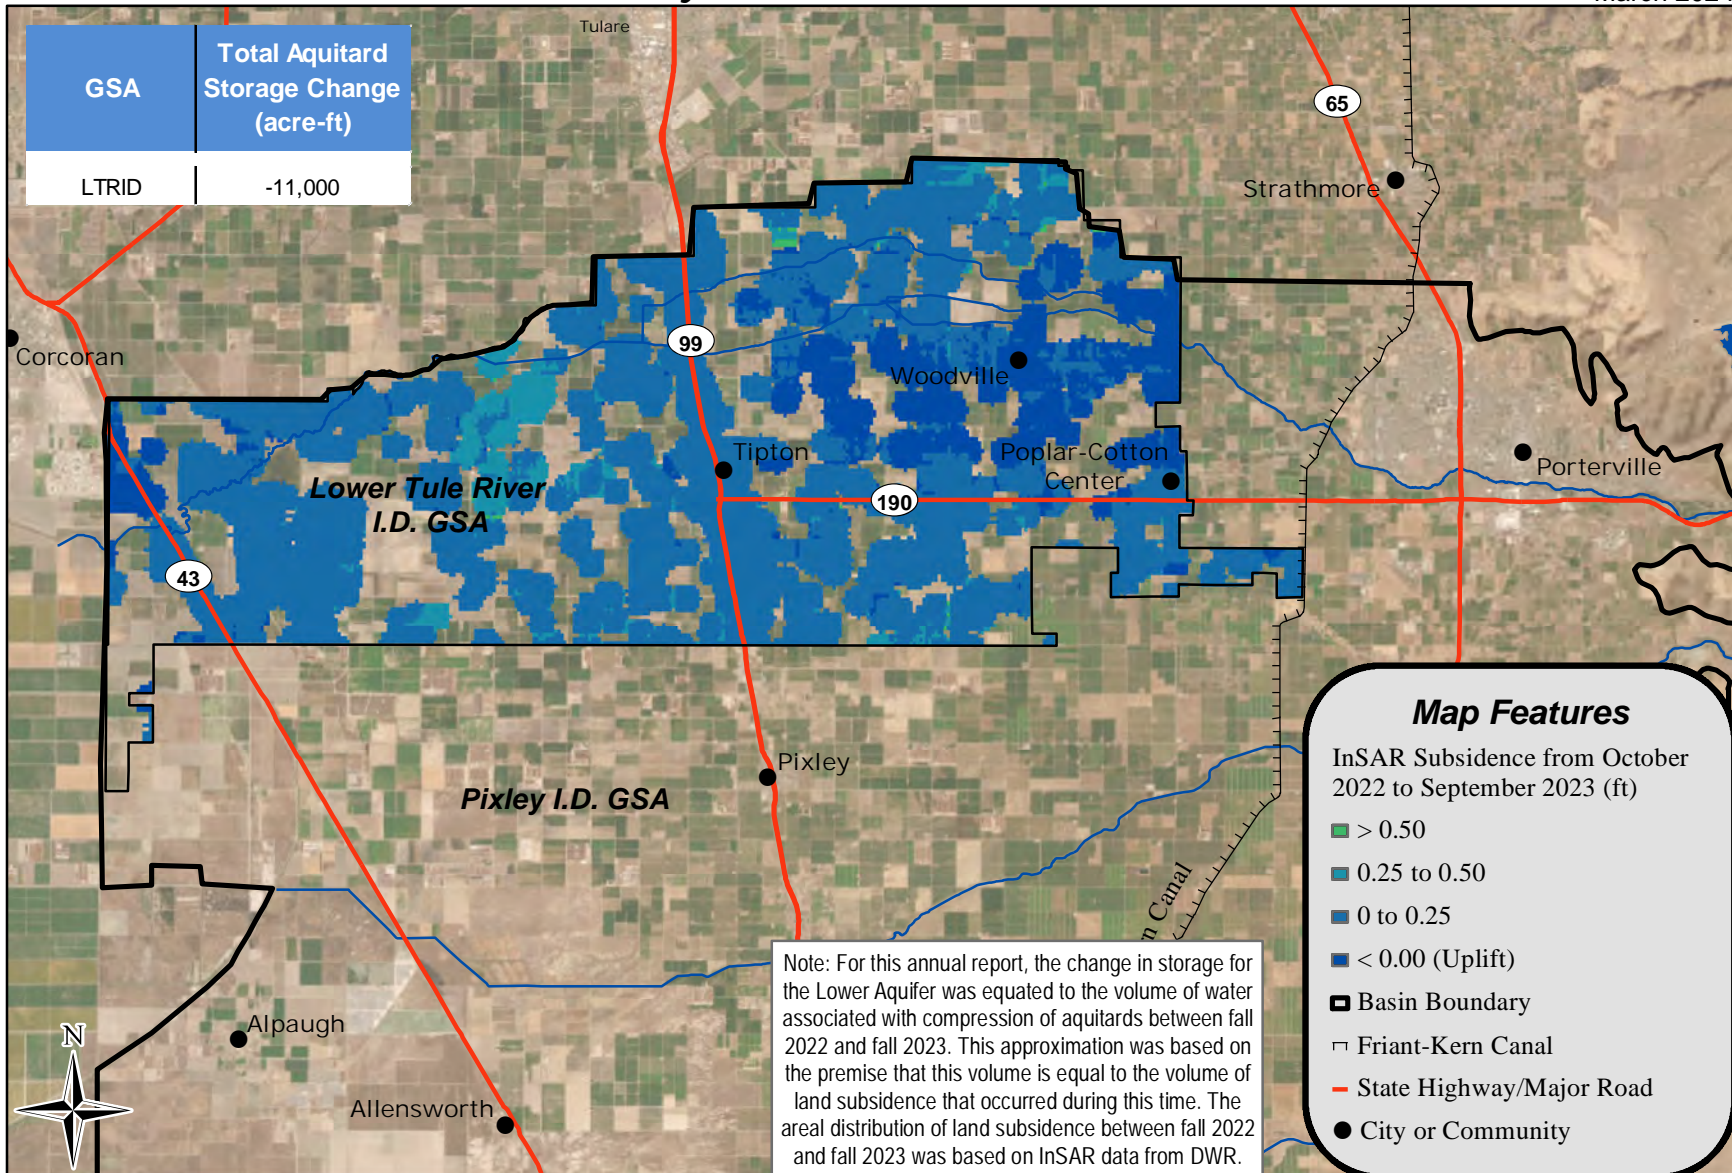 Tulare
GSA
Total Aquitard
Storage Change
(acre-ft)
LTRID
-11,000
65
Strathmore
99
Corcoran
Woodville
Tipton
Poplar-Cotton
Center
Porterville
Lower Tule River
I.D. GSA
190
43
Pixley
Pixley I.D. GSA
n Canal
Alpaugh
Allensworth
N
Note: For this annual report, the change in storage for
the Lower Aquifer was equated to the volume of water
associated with compression of aquitards between fall
2022 and fall 2023. This approximation was based on
the premise that this volume is equal to the volume of
land subsidence that occurred during this time. The
areal distribution of land subsidence between fall 2022
and fall 2023 was based on InSAR data from DWR.
Map Features
InSAR Subsidence from October
2022 to September 2023 (ft)
> 0.50
0.25 to 0.50
0 to 0.25
< 0.00 (Uplift)
Basin Boundary
Friant-Kern Canal
State Highway/Major Road
City or Community